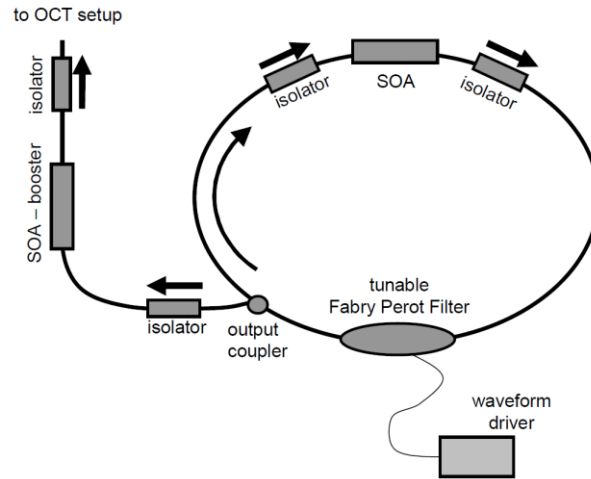 to OCT setup
isolator
SOA – booster
isolator
output
coupler
isolator
SOA
isolator
tunable
Fabry Perot Filter
waveform
driver